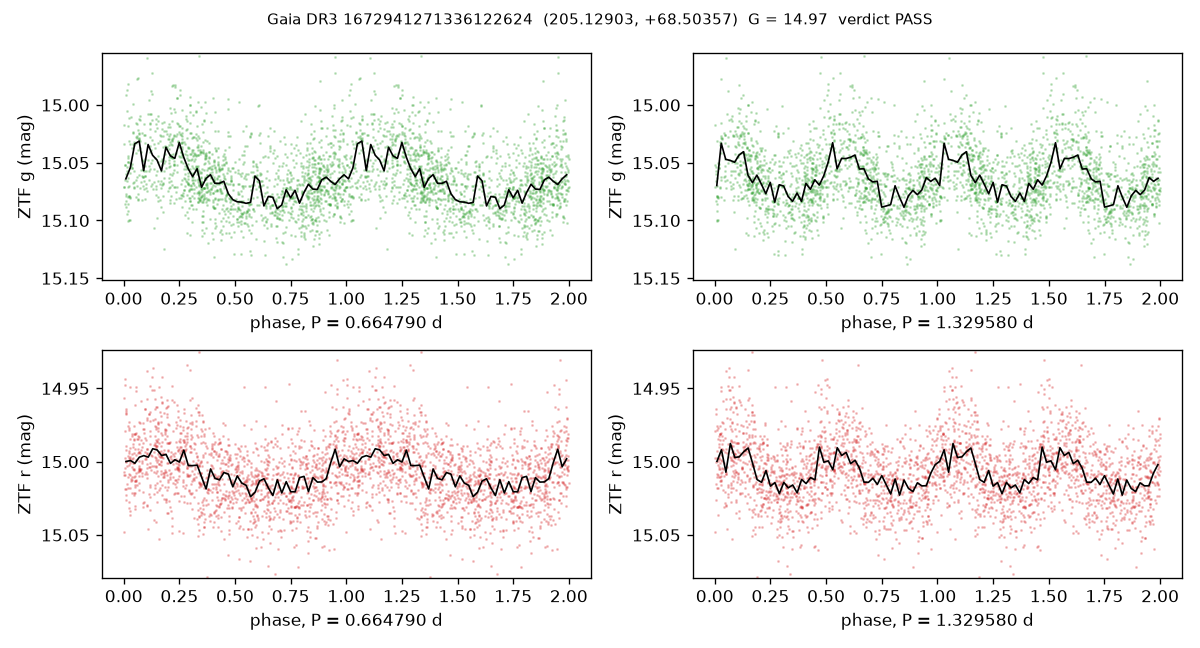 Gaia DR3 1672941271336122624  (205.12903, +68.50357)  G = 14.97  verdict PASS
ZTF g (mag)
15.00
15.05
15.10
15.15
0.00 0.25 0.50 0.75 1.00 1.25 1.50 1.75 2.00
phase, P = 0.664790 d
ZTF g (mag)
15.00
15.05
15.10
15.15
0.00 0.25 0.50 0.75 1.00 1.25 1.50 1.75 2.00
phase, P = 1.329580 d
ZTF r (mag)
14.95
15.00
15.05
0.00 0.25 0.50 0.75 1.00 1.25 1.50 1.75 2.00
phase, P = 0.664790 d
ZTF r (mag)
14.95
15.00
15.05
0.00 0.25 0.50 0.75 1.00 1.25 1.50 1.75 2.00
phase, P = 1.329580 d